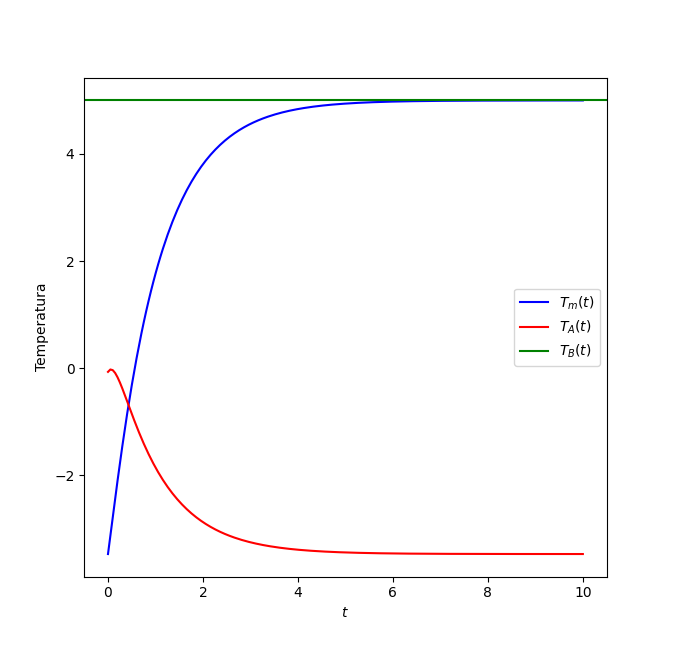 4
2
0
−2
Temperatura
0 2 4 6 8 10
t
T_m(t)
T_A(t)
T_B(t)